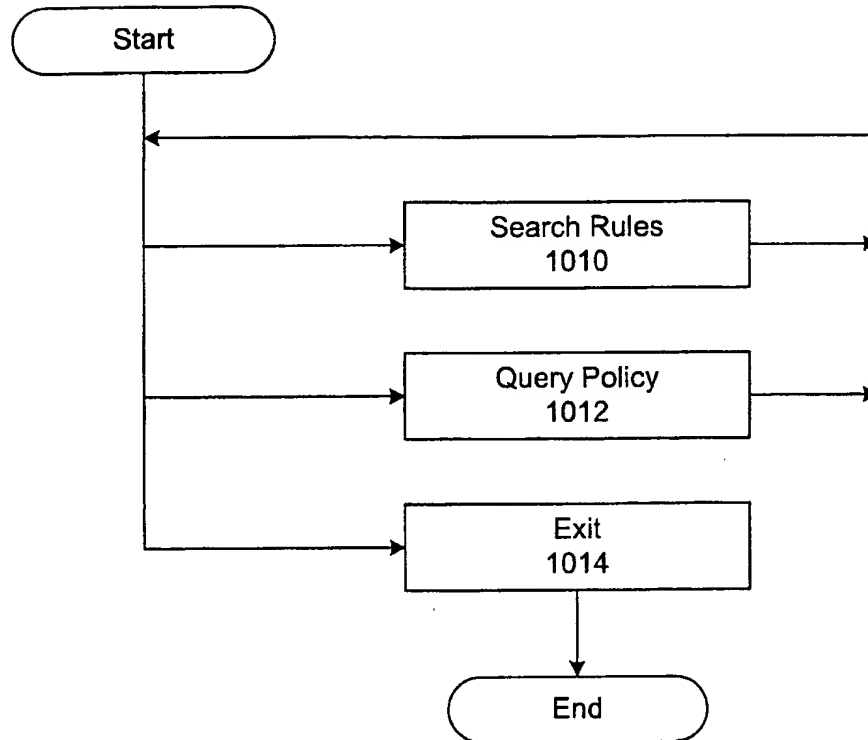 Start
Search Rules
1010
Query Policy
1012
Exit
1014
End